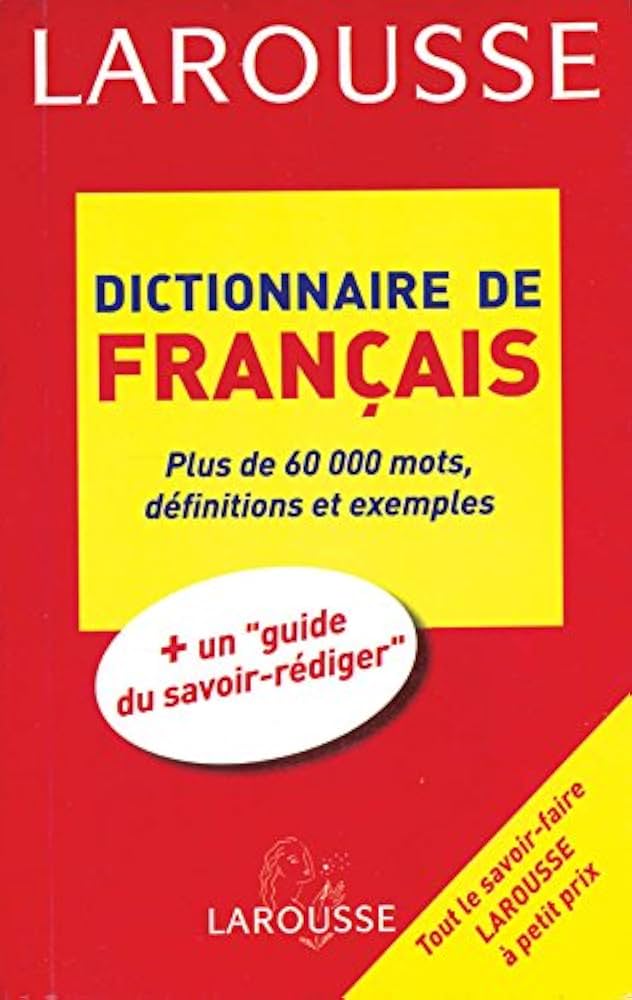 LAROUSSE
DICTIONNAIRE DE
FRANÇAIS
Plus de 60 000 mots,
définitions et exemples
+ un "guide
du savoir-rédiger"
Tout le savoir-faire
LAROUSSE
à petit prix
LAROUSSE